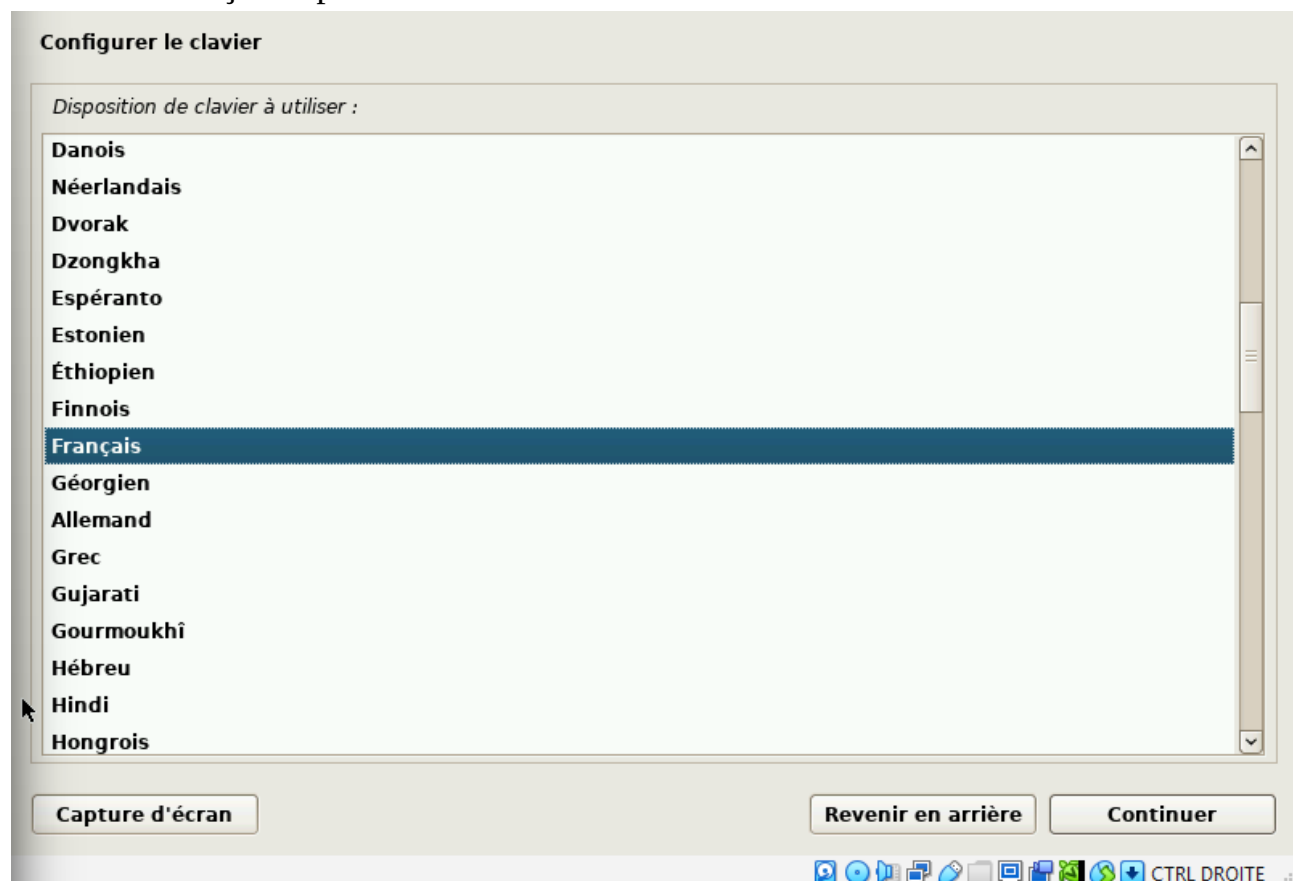 Configurer le clavier
Disposition de clavier à utiliser :
Danois
Néerlandais
Dvorak
Dzongkha
Espéranto
Estonien
Éthiopien
Finnois
Français
Géorgien
Allemand
Grec
Gujarati
Gourmoukhî
Hébreu
Hindi
Hongrois
Capture d'écran
Revenir en arrière
Continuer
CTRL DROITE